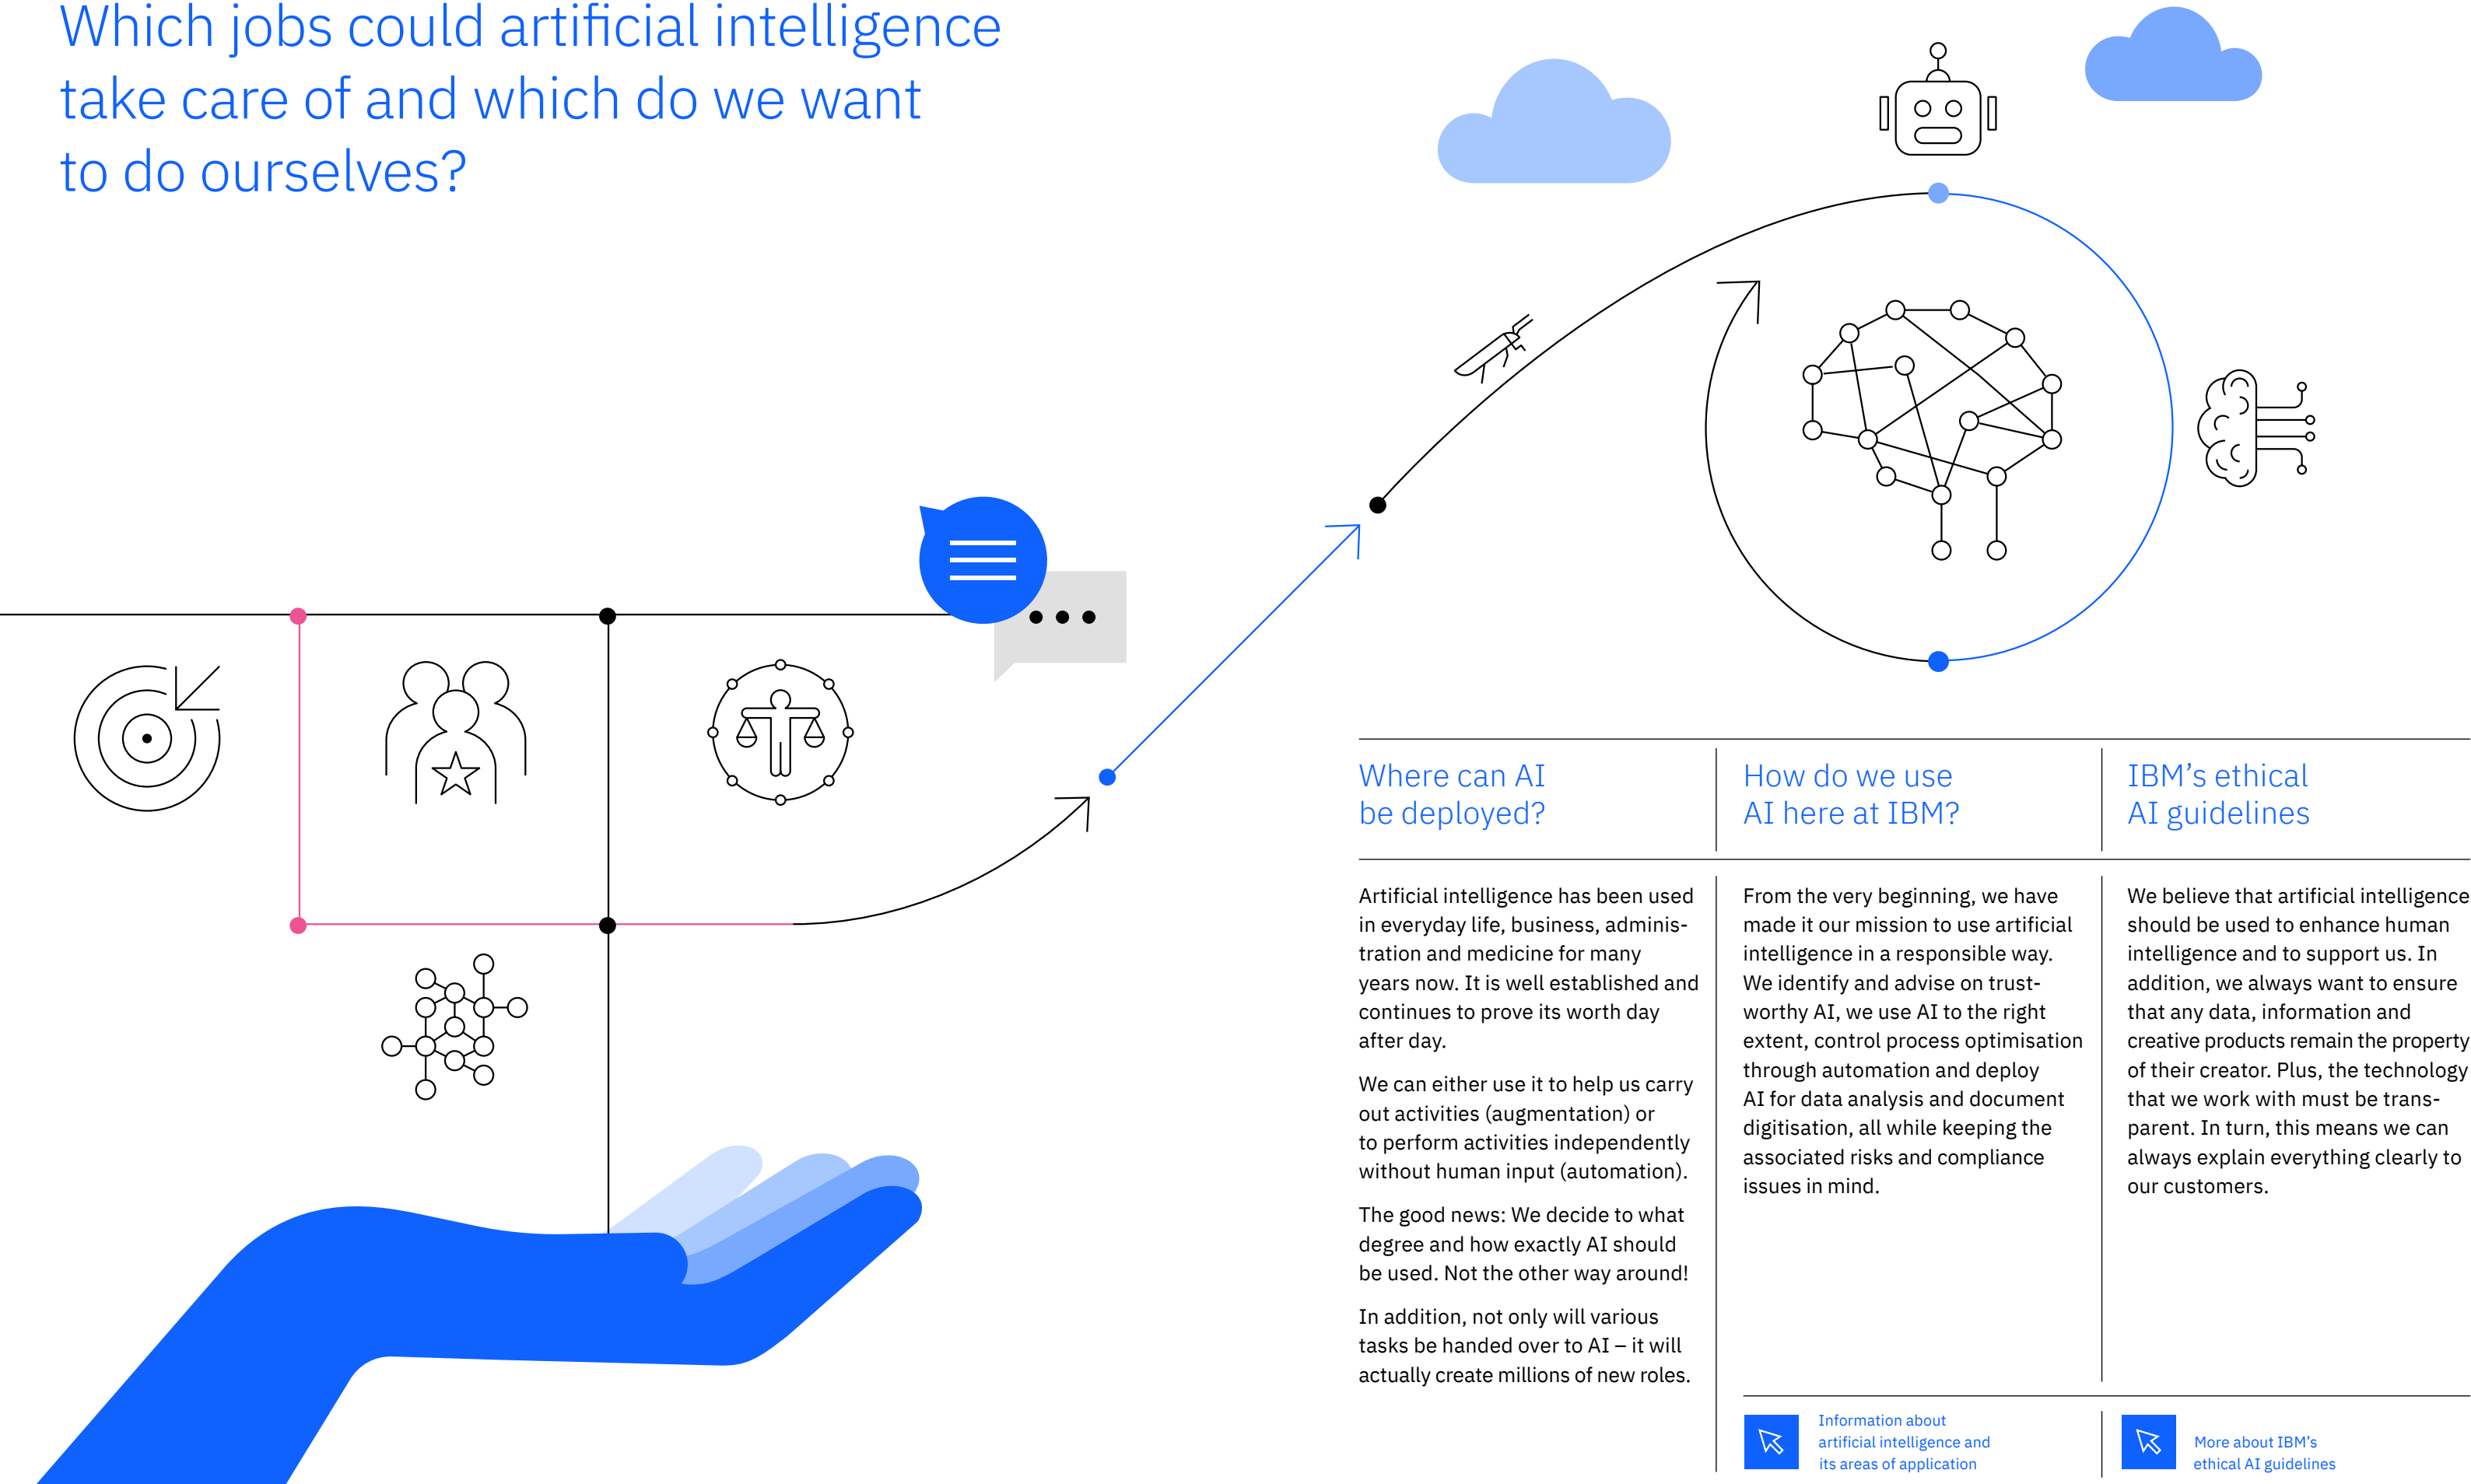 Which jobs could artificial intelligence
take care of and which do we want
to do ourselves?
Where can AI
be deployed?
Artificial intelligence has been used
in everyday life, business, adminis-
tration and medicine for many
years now. It is well established and
continues to prove its worth day
after day.
We can either use it to help us carry
out activities (augmentation) or
to perform activities independently
without human input (automation).
The good news: We decide to what
degree and how exactly AI should
be used. Not the other way around!
In addition, not only will various
tasks be handed over to AI – it will
actually create millions of new roles.
How do we use
AI here at IBM?
From the very beginning, we have
made it our mission to use artificial
intelligence in a responsible way.
We identify and advise on trust-
worthy AI, we use AI to the right
extent, control process optimisation
through automation and deploy
AI for data analysis and document
digitisation, all while keeping the
associated risks and compliance
issues in mind.
Information about
artificial intelligence and
its areas of application
IBM’s ethical
AI guidelines
We believe that artificial intelligence
should be used to enhance human
intelligence and to support us. In
addition, we always want to ensure
that any data, information and
creative products remain the property
of their creator. Plus, the technology
that we work with must be trans-
parent. In turn, this means we can
always explain everything clearly to
our customers.
More about IBM’s
ethical AI guidelines